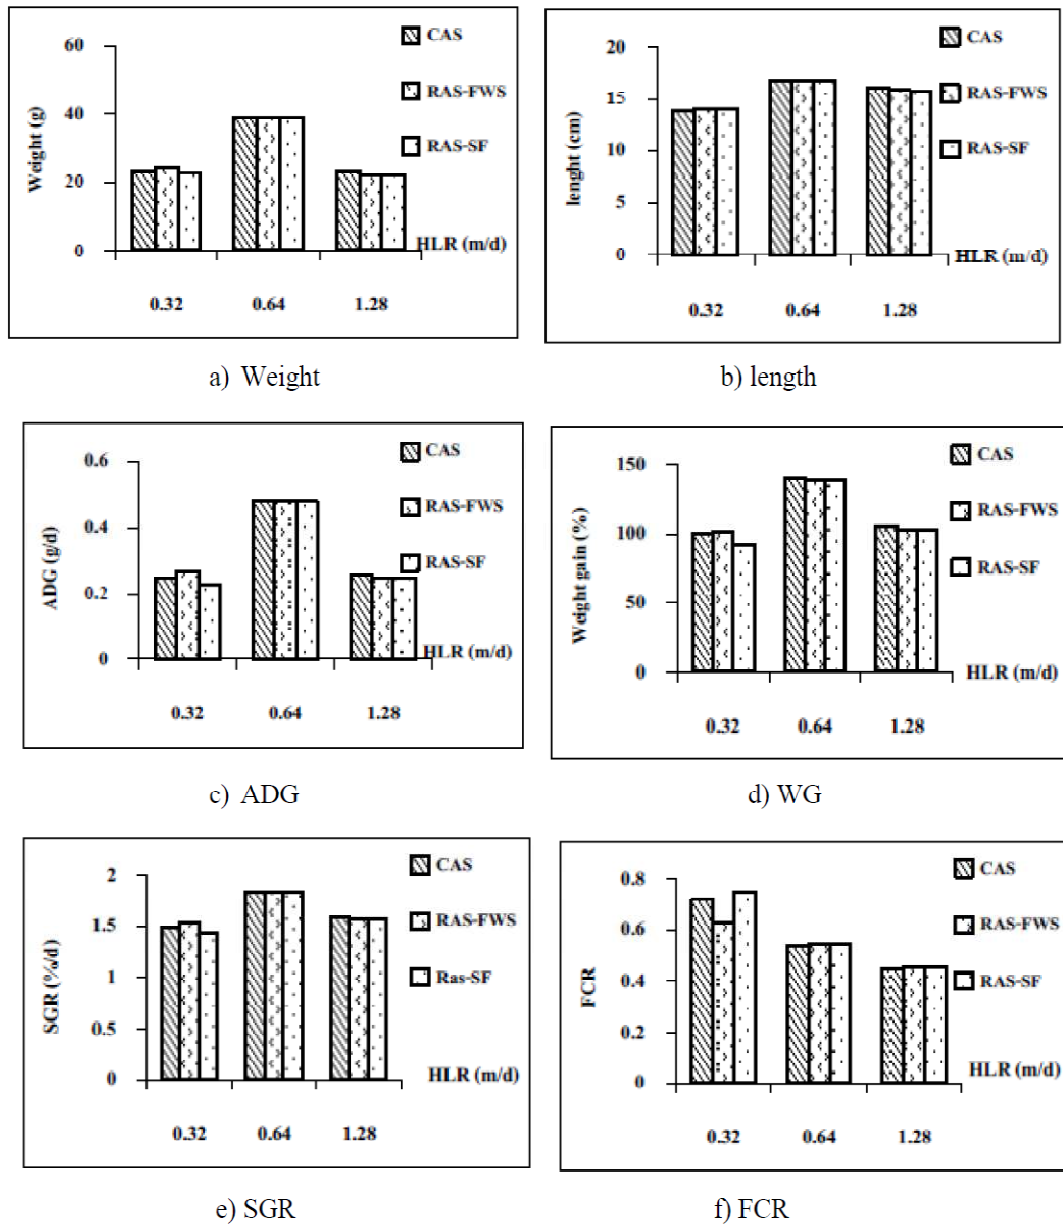 60
40
20
0
Weight (g)
CAS
RAS-FWS
RAS-SF
HLR (m/d)
0.32 0.64 1.28
a) Weight
20
15
10
5
0
lenght (cm)
CAS
RAS-FWS
RAS-SF
HLR (m/d)
0.32 0.64 1.28
b) length
0.6
0.4
0.2
0
ADG (g/d)
CAS
RAS-FWS
RAS-SF
HLR (m/d)
0.32 0.64 1.28
c) ADG
150
100
50
0
Weight gain (%)
CAS
RAS-FWS
RAS-SF
HLR (m/d)
0.32 0.64 1.28
d) WG
2
1.5
1
0.5
0
SGR (%/d)
CAS
RAS-FWS
Ras-SF
HLR (m/d)
0.32 0.64 1.28
e) SGR
0.8
0.6
0.4
0.2
0
FCR
CAS
RAS-FWS
RAS-SF
HLR (m/d)
0.32 0.64 1.28
f) FCR